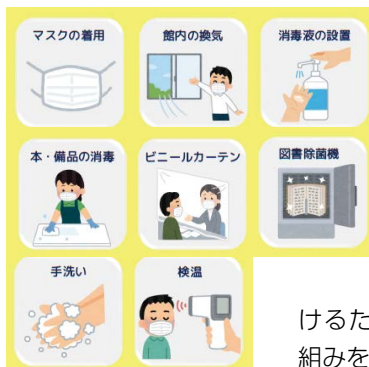 マスクの着用
館内の換気
消毒液の設置
本・備品の消毒
ビニールカーテン
図書除菌機
手洗い
検温
けるた
組みを